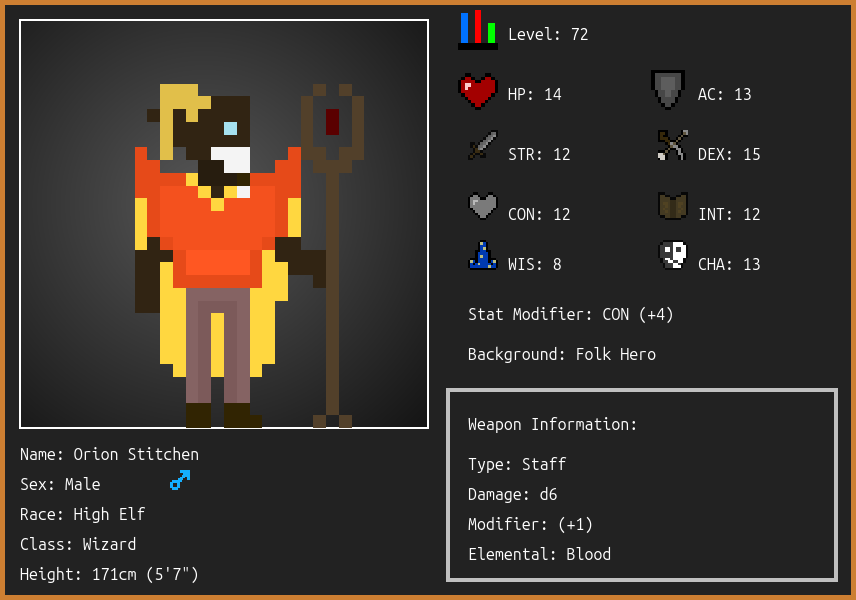 Level: 72
HP: 14
AC: 13
STR: 12
DEX: 15
CON: 12
INT: 12
WIS: 8
CHA: 13
Stat Modifier: CON (+4)
Background: Folk Hero
Weapon Information:
Type: Staff
Damage: d6
Modifier: (+1)
Elemental: Blood
Name: Orion Stitchen
Sex: Male
Race: High Elf
Class: Wizard
Height: 171cm (5'7")